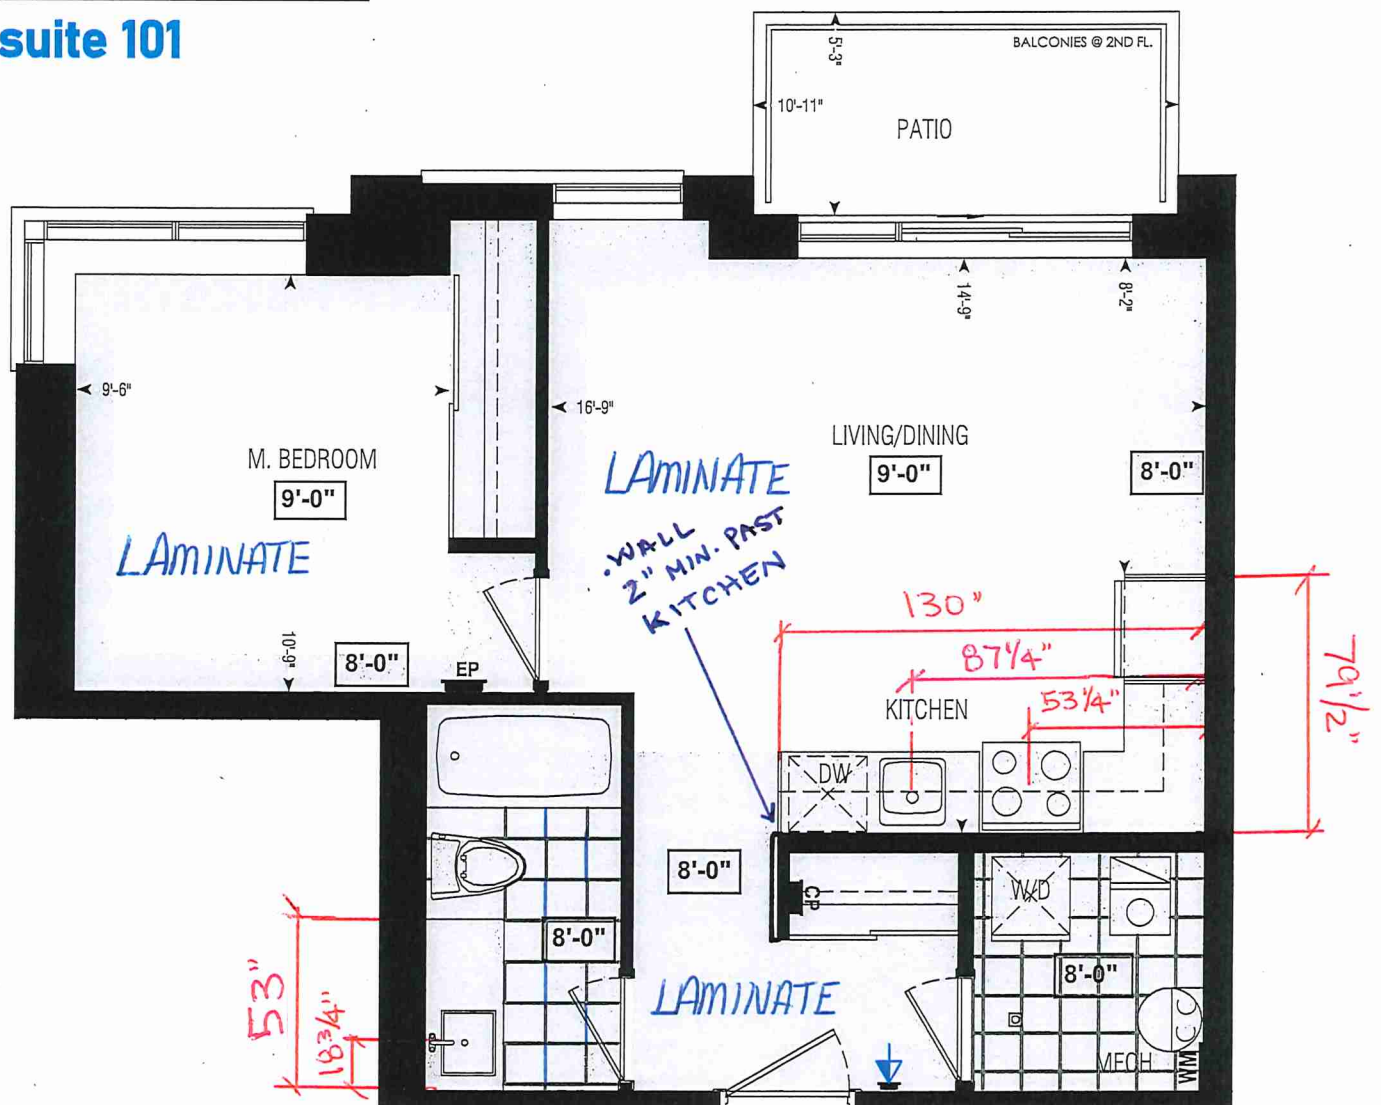 suite 101
BALCONIES @ 2ND FL.
5'-3"
10'-11"
PATIO
14'-9"
8'-2"
9'-6"
16'-9"
M. BEDROOM
9'-0"
LIVING/DINING
9'-0"
8'-0"
LAMINATE
LAMINATE
.WALL
2" MIN. PAST
KITCHEN
10'-9"
8'-0"
EP
130"
87 1/4"
53 1/4"
79 1/2"
KITCHEN
DW
8'-0"
CP
W/D
8'-0"
8'-0"
53"
18 3/4"
LAMINATE
MECH.
WM
CC